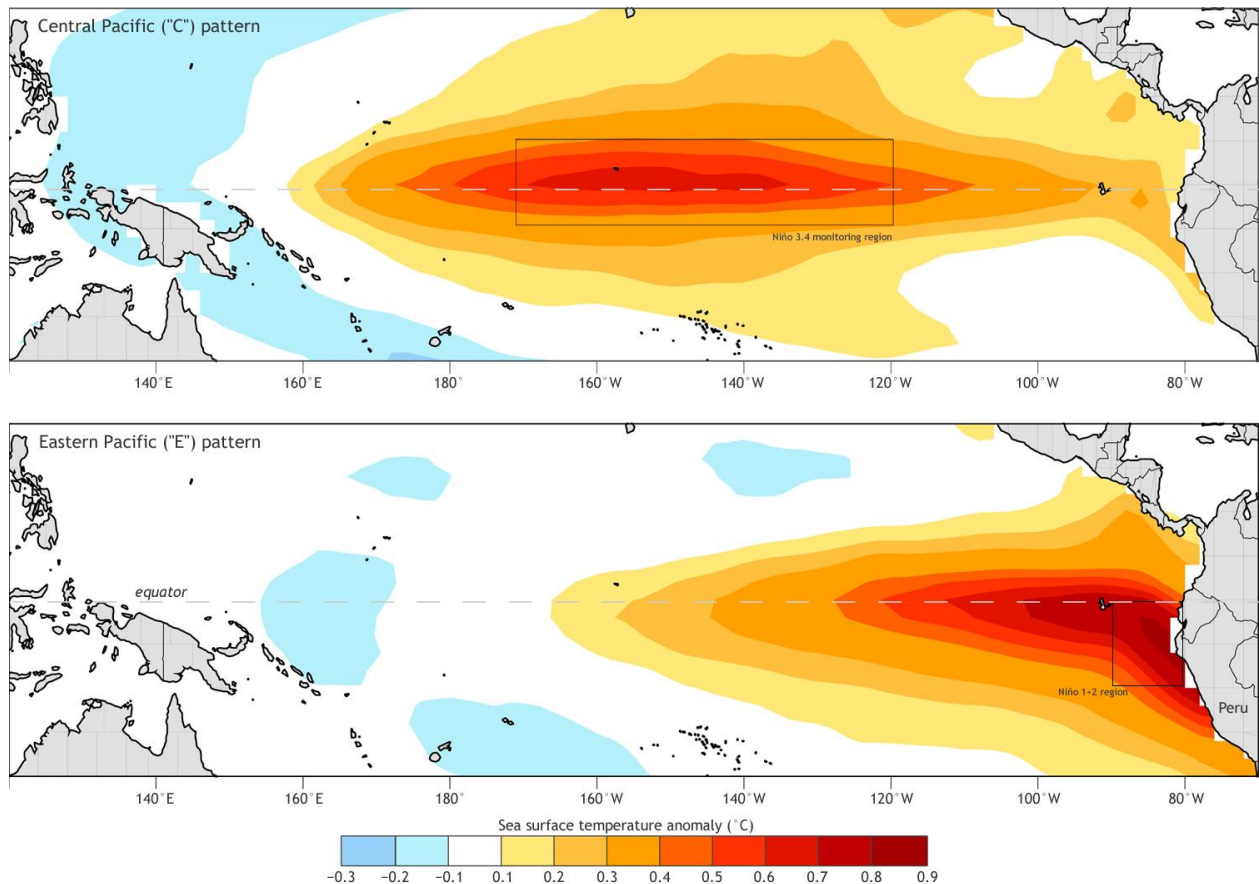 Central Pacific ("C") pattern
Niño 3.4 monitoring region
140°E 160°E 180° 160°W 140°W 120°W 100°W 80°W
Eastern Pacific ("E") pattern
equator
Niño 1+2 region
Peru
140°E 160°E 180° 160°W 140°W 120°W 100°W 80°W
Sea surface temperature anomaly (°C)
−0.3 −0.2 −0.1 0.1 0.2 0.3 0.4 0.5 0.6 0.7 0.8 0.9